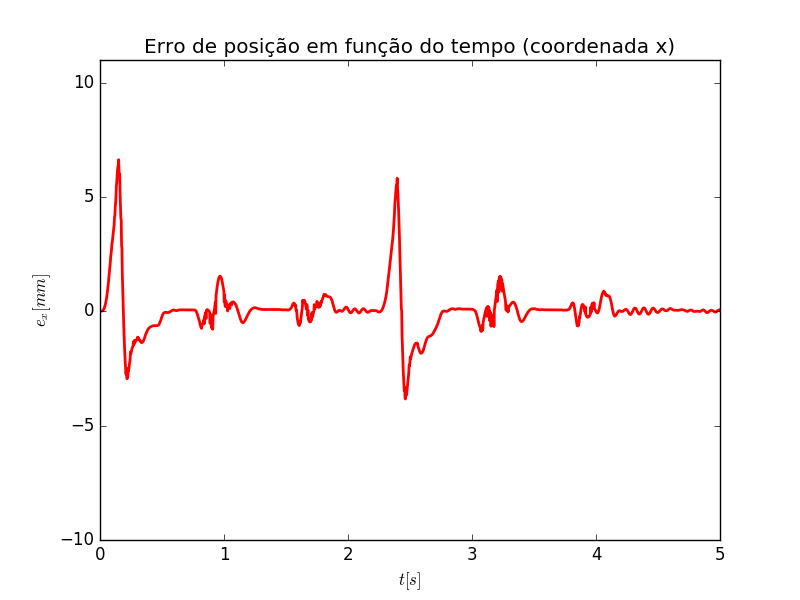 Erro de posição em função do tempo (coordenada x)
10
5
0
−5
−10
e_x[mm]
0 1 2 3 4 5
t[s]